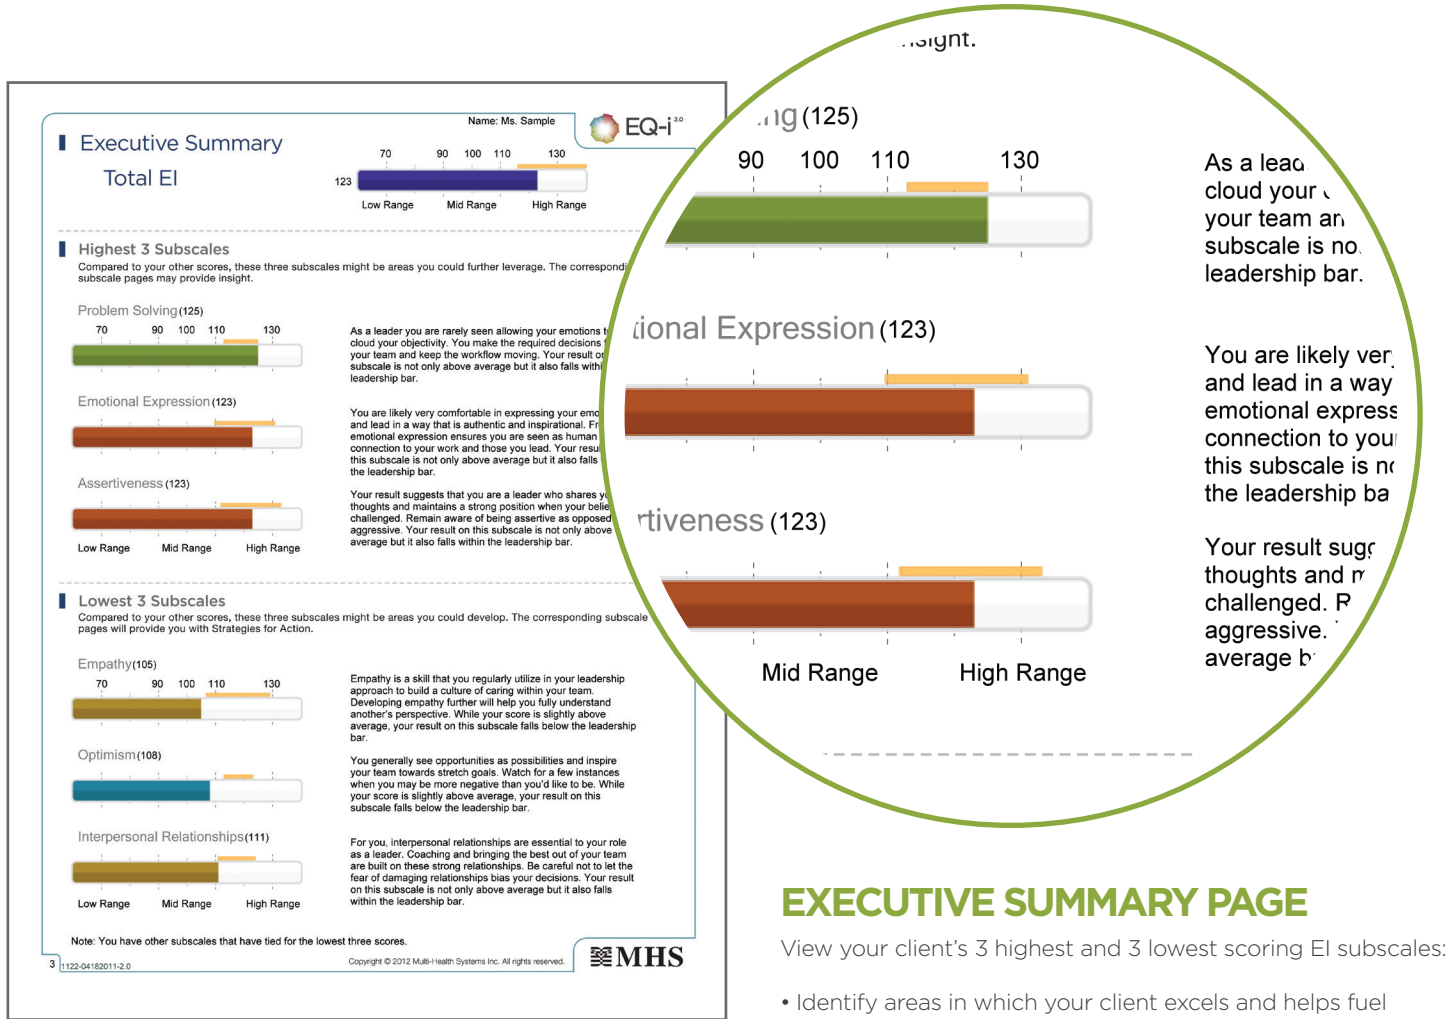 Name: Ms. Sample
EQ-i 2.0
Executive Summary
Total EI
70 90 100 110 130
123
Low Range Mid Range High Range
Highest 3 Subscales
Compared to your other scores, these three subscales might be areas you could further leverage. The
subscale pages may provide insight.
Problem Solving (125)
70 90 100 110 130
As a leader you are rarely seen allowing your emotions
cloud your objectivity. You make the required decisions
your team and keep the workflow moving. Your result
subscale is not only above average but it also falls
leadership bar.
Emotional Expression (123)
You are likely very comfortable in expressing your
and lead in a way that is authentic and inspirational.
emotional expression ensures you are seen as human
connection to your work and those you lead. Your
this subscale is not only above average but it also falls
the leadership bar.
Assertiveness (123)
Your result suggests that you are a leader who shares
thoughts and maintains a strong position when your
challenged. Remain aware of being assertive as opposed
aggressive. Your result on this subscale is not only above
average but it also falls within the leadership bar.
Low Range Mid Range High Range
Lowest 3 Subscales
Compared to your other scores, these three subscales might be areas you could develop. The corresponding subscale
pages will provide you with Strategies for Action.
Empathy (105)
70 90 100 110 130
Empathy is a skill that you regularly utilize in your leadership
approach to build a culture of caring within your team.
Developing empathy further will help you fully understand
another's perspective. While your score is slightly above
average, your result on this subscale falls below the leadership
bar.
Optimism (108)
You generally see opportunities as possibilities and inspire
your team towards stretch goals. Watch for a few instances
when you may be more negative than you'd like to be. While
your score is slightly above average, your result on this
subscale falls below the leadership bar.
Interpersonal Relationships (111)
For you, interpersonal relationships are essential to your role
as a leader. Coaching and bringing the best out of your team
are built on these strong relationships. Be careful not to let the
fear of damaging relationships bias your decisions. Your result
on this subscale is not only above average but it also falls
within the leadership bar.
Low Range Mid Range High Range
Note: You have other subscales that have tied for the lowest three scores.
3 1122-04182011-2.0
Copyright © 2012 Multi-Health Systems Inc. All rights reserved.
MHS
(125)
90 100 110 130
As a
cloud your
your team
subscale is
leadership bar.
Expression (123)
You are likely
and lead in a way
emotional
connection to
this subscale is
the leadership
(123)
Your result
thoughts and
challenged.
aggressive.
average
Mid Range High Range
EXECUTIVE SUMMARY PAGE
View your client's 3 highest and 3 lowest scoring EI subscales:
• Identify areas in which your client excels and helps fuel